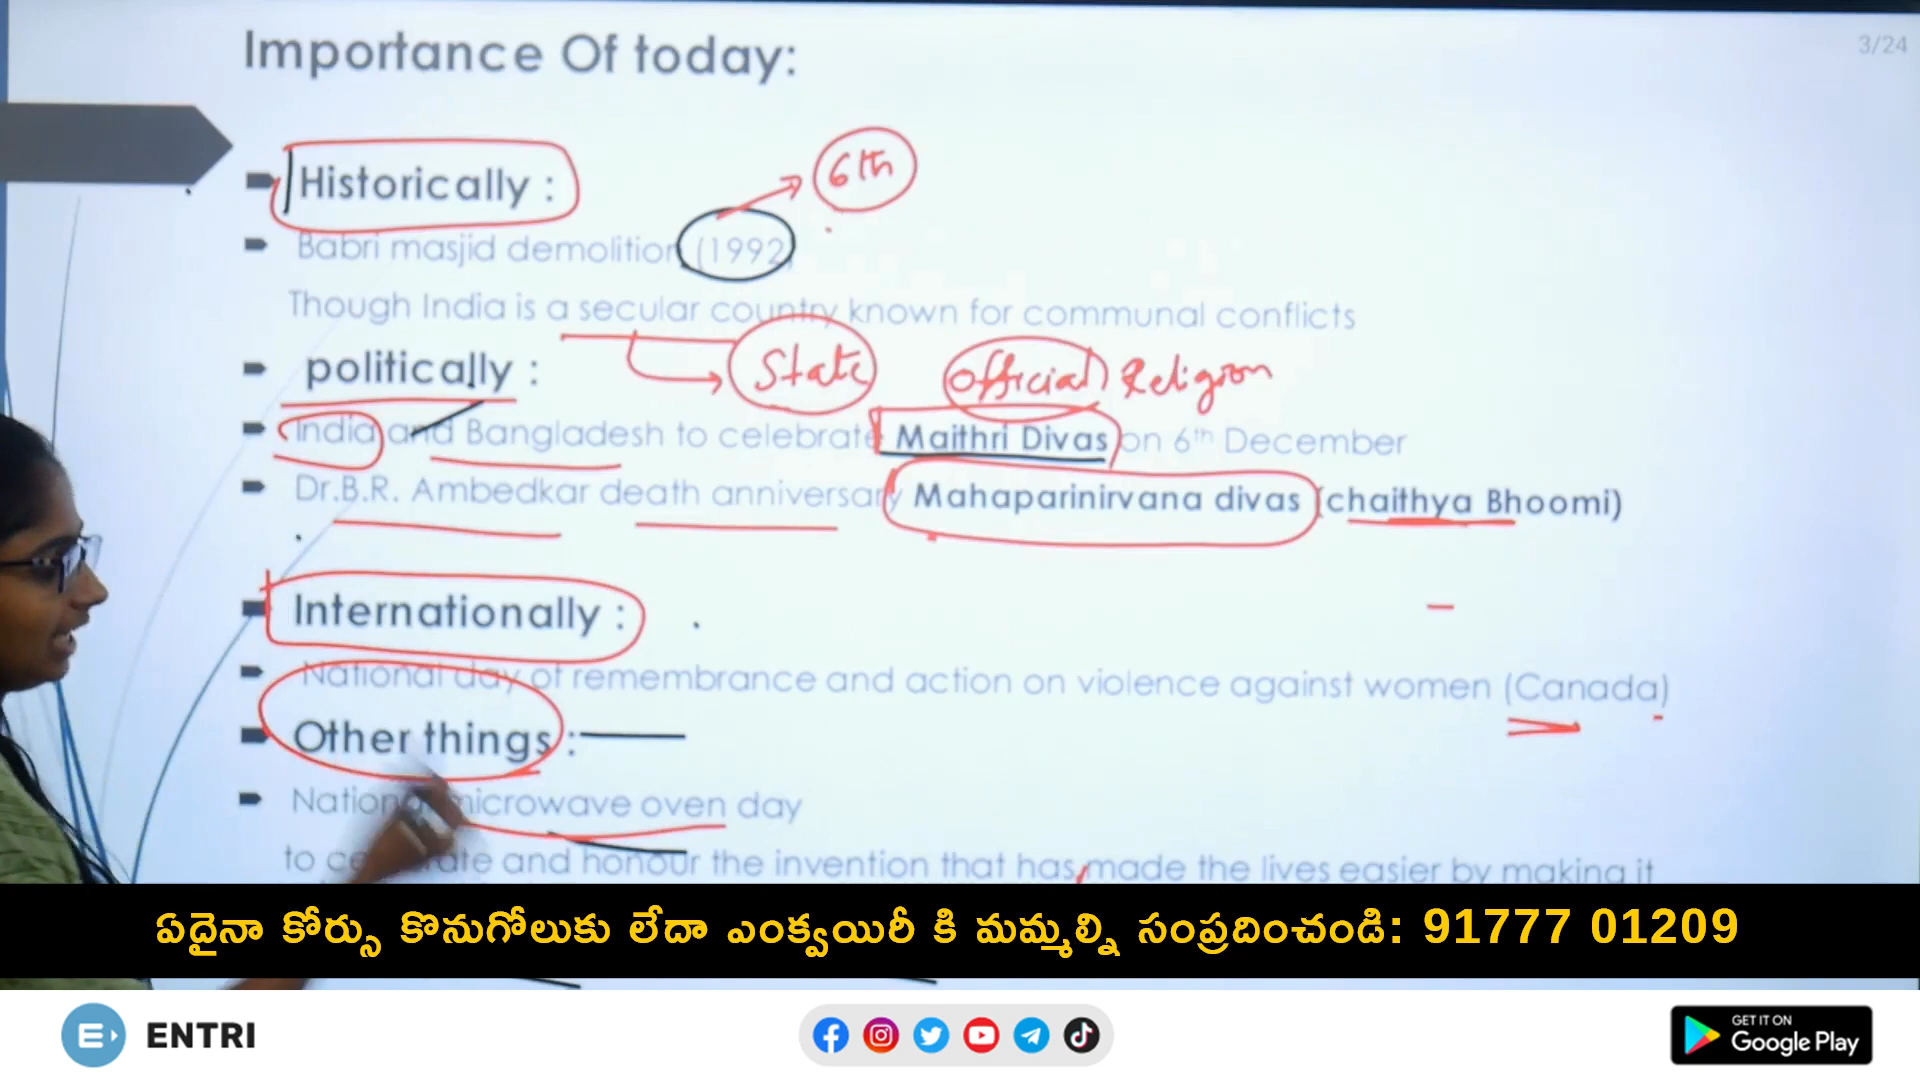 Importance Of today:
3/24
Historically :
6th
Babri masjid demolition (1992)
Though India is a secular country known for communal conflicts
politically :
State
Official Religion
India and Bangladesh to celebrate Maithri Divas on 6th December
Dr.B.R. Ambedkar death anniversary Mahaparinirvana divas (chaithya Bhoomi)
Internationally :
National day of remembrance and action on violence against women (Canada)
Other things :
National microwave oven day
to celebrate and honour the invention that has made the lives easier by making it
ఏదైనా కోర్సు కొనుగోలుకు లేదా ఎంక్వయిరీ కి మమ్మల్ని సంప్రదించండి: 91777 01209
ENTRI
GET IT ON
Google Play